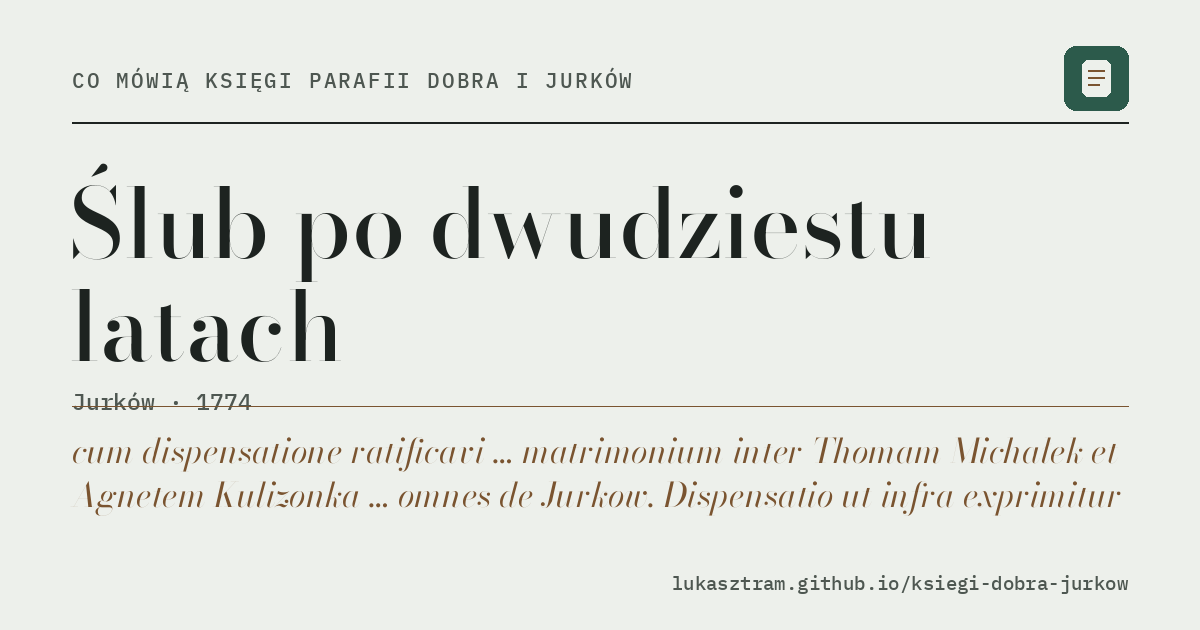 CO MÓWIĄ KSIĘGI PARAFII DOBRA I JURKÓW
Ślub po dwudziestu
latach
Jurków · 1774
cum dispensatione ratificari ... matrimonium inter Thomam Michalek et
Agnetem Kulizonka ... omnes de Jurkow. Dispensatio ut infra exprimitur
lukasztram.github.io/ksiegi-dobra-jurkow